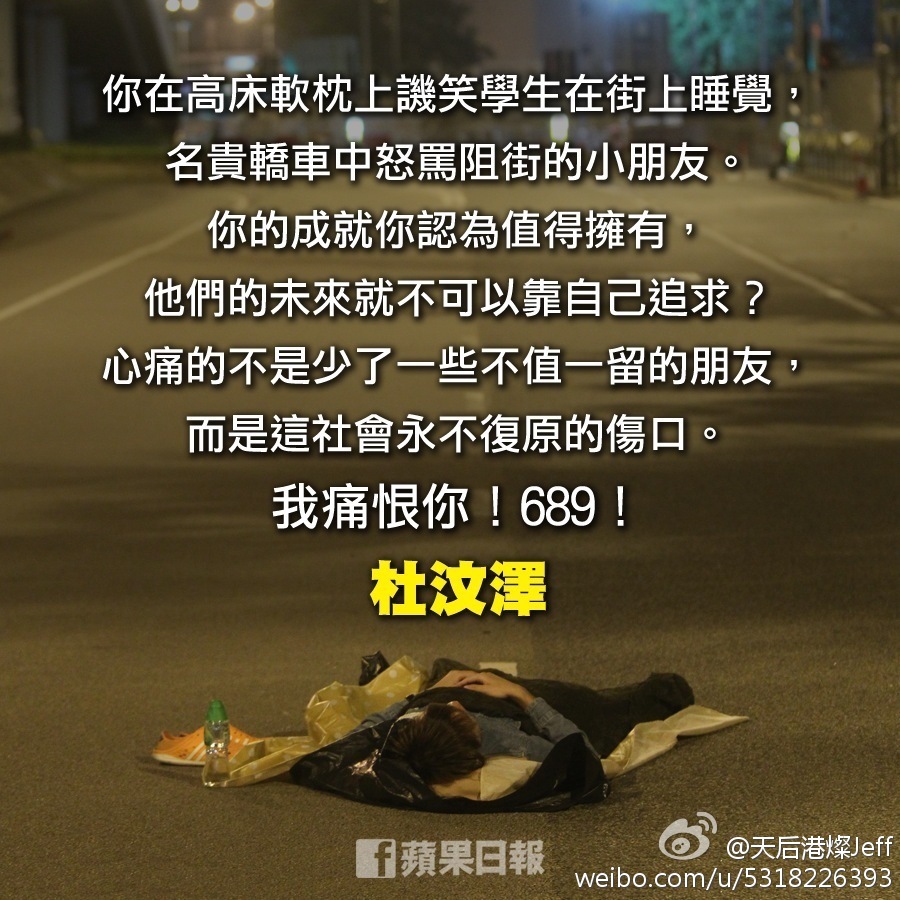 你在高床軟枕上譏笑學生在街上睡覺，
名貴轎車中怒罵阻街的小朋友。
你的成就你認為值得擁有，
他們的未來就不可以靠自己追求？
心痛的不是少了一些不值一留的朋友，
而是這社會永不復原的傷口。
我痛恨你！689！
杜汶澤
f 蘋果日報
@天后港燦Jeff
weibo.com/u/5318226393